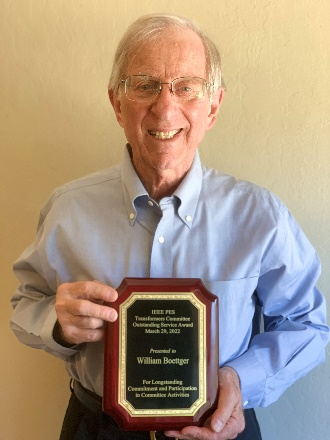 IEEE PES
Transformers Committee
Outstanding Service Award
March 29, 2022
Presented to
William Boettger
For Longstanding
Commitment and Participation
in Committee Activities